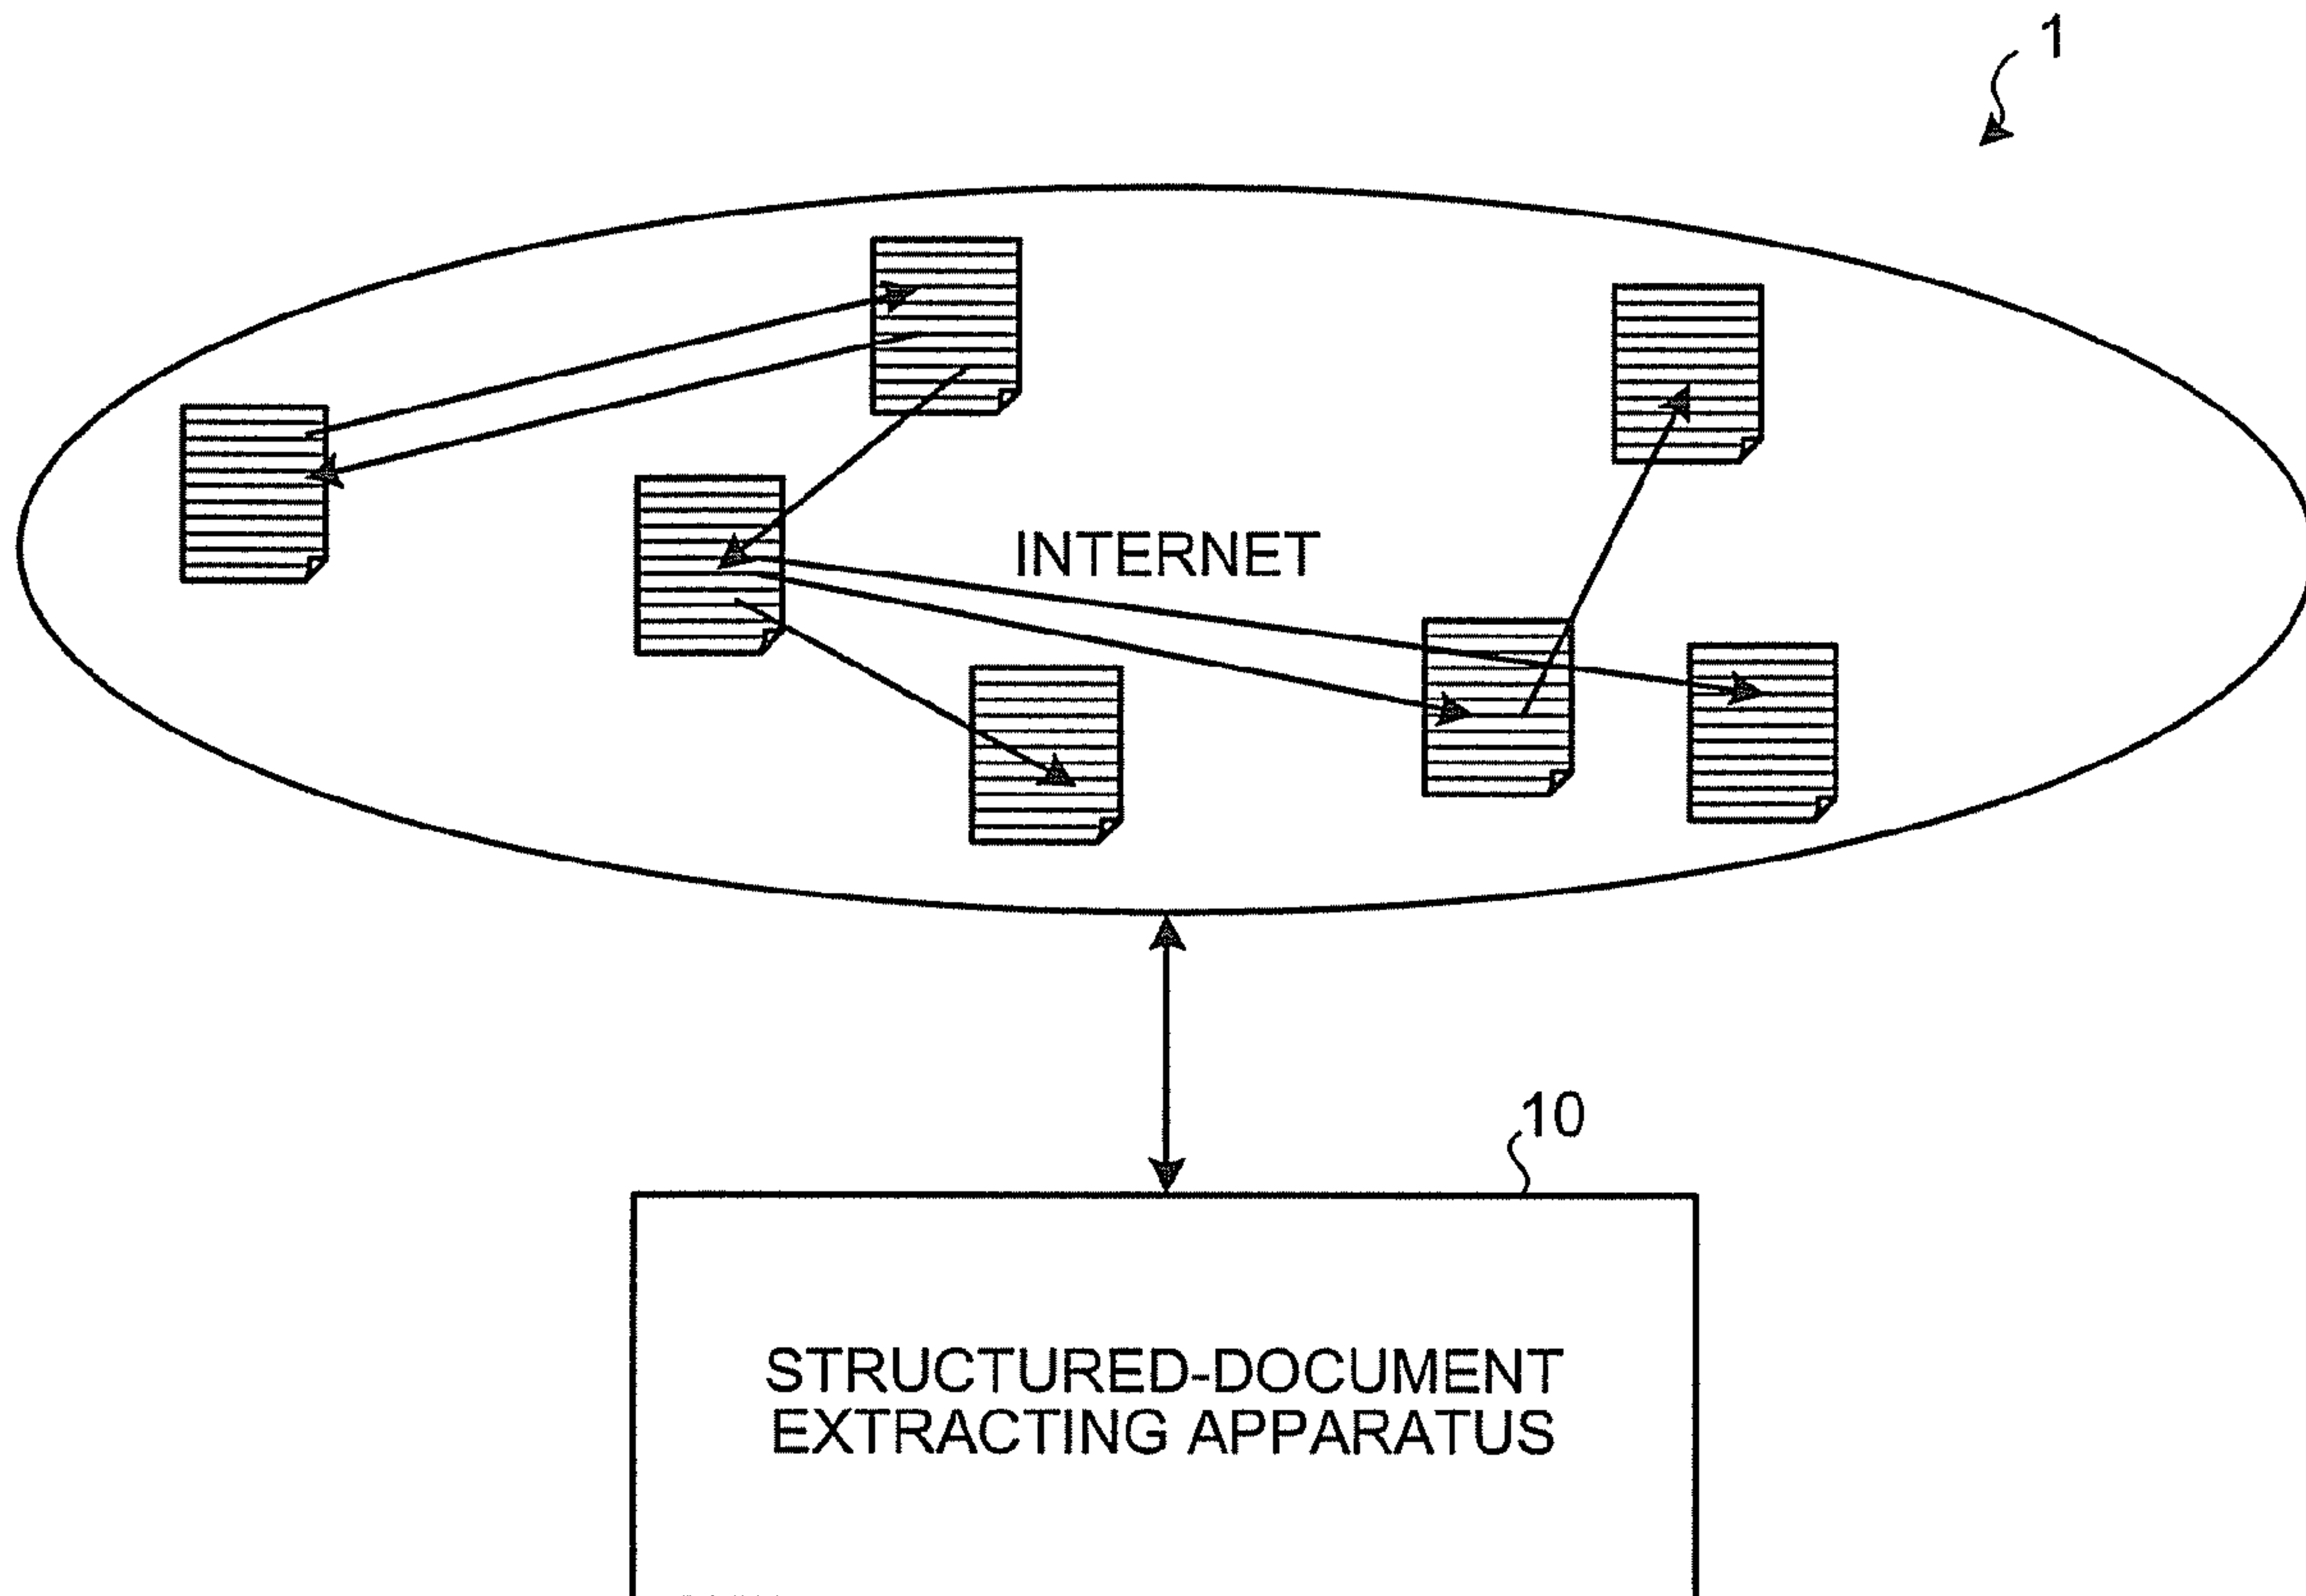 1
INTERNET
10
STRUCTURED-DOCUMENT
EXTRACTING APPARATUS